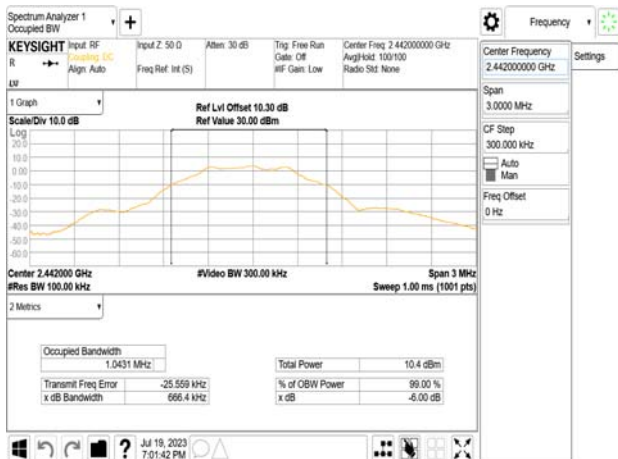 Spectrum Analyzer 1
Occupied BW
Frequency
KEYSIGHT
Input: RF
Input Z: 50 Ω
Atten: 30 dB
Trig: Free Run
Center Freq: 2.442000000 GHz
R
Coupling: DC
Gate: Off
Avg|Hold: 100/100
Align: Auto
Freq Ref: Int (S)
#IF Gain: Low
Radio Std: None
LXI
Center Frequency
2.442000000 GHz
Settings
Span
3.0000 MHz
CF Step
300.000 kHz
Auto
Man
Freq Offset
0 Hz
1 Graph
Ref Lvl Offset 10.30 dB
Scale/Div 10.0 dB
Ref Value 30.00 dBm
Log
20.0
10.0
0.00
-10.0
-20.0
-30.0
-40.0
-50.0
-60.0
Center 2.442000 GHz
#Video BW 300.00 kHz
Span 3 MHz
#Res BW 100.00 kHz
Sweep 1.00 ms (1001 pts)
2 Metrics
Occupied Bandwidth
1.0431 MHz
Total Power
10.4 dBm
Transmit Freq Error
-25.559 kHz
% of OBW Power
99.00 %
x dB Bandwidth
666.4 kHz
x dB
-6.00 dB
?
Jul 19, 2023
7:01:42 PM